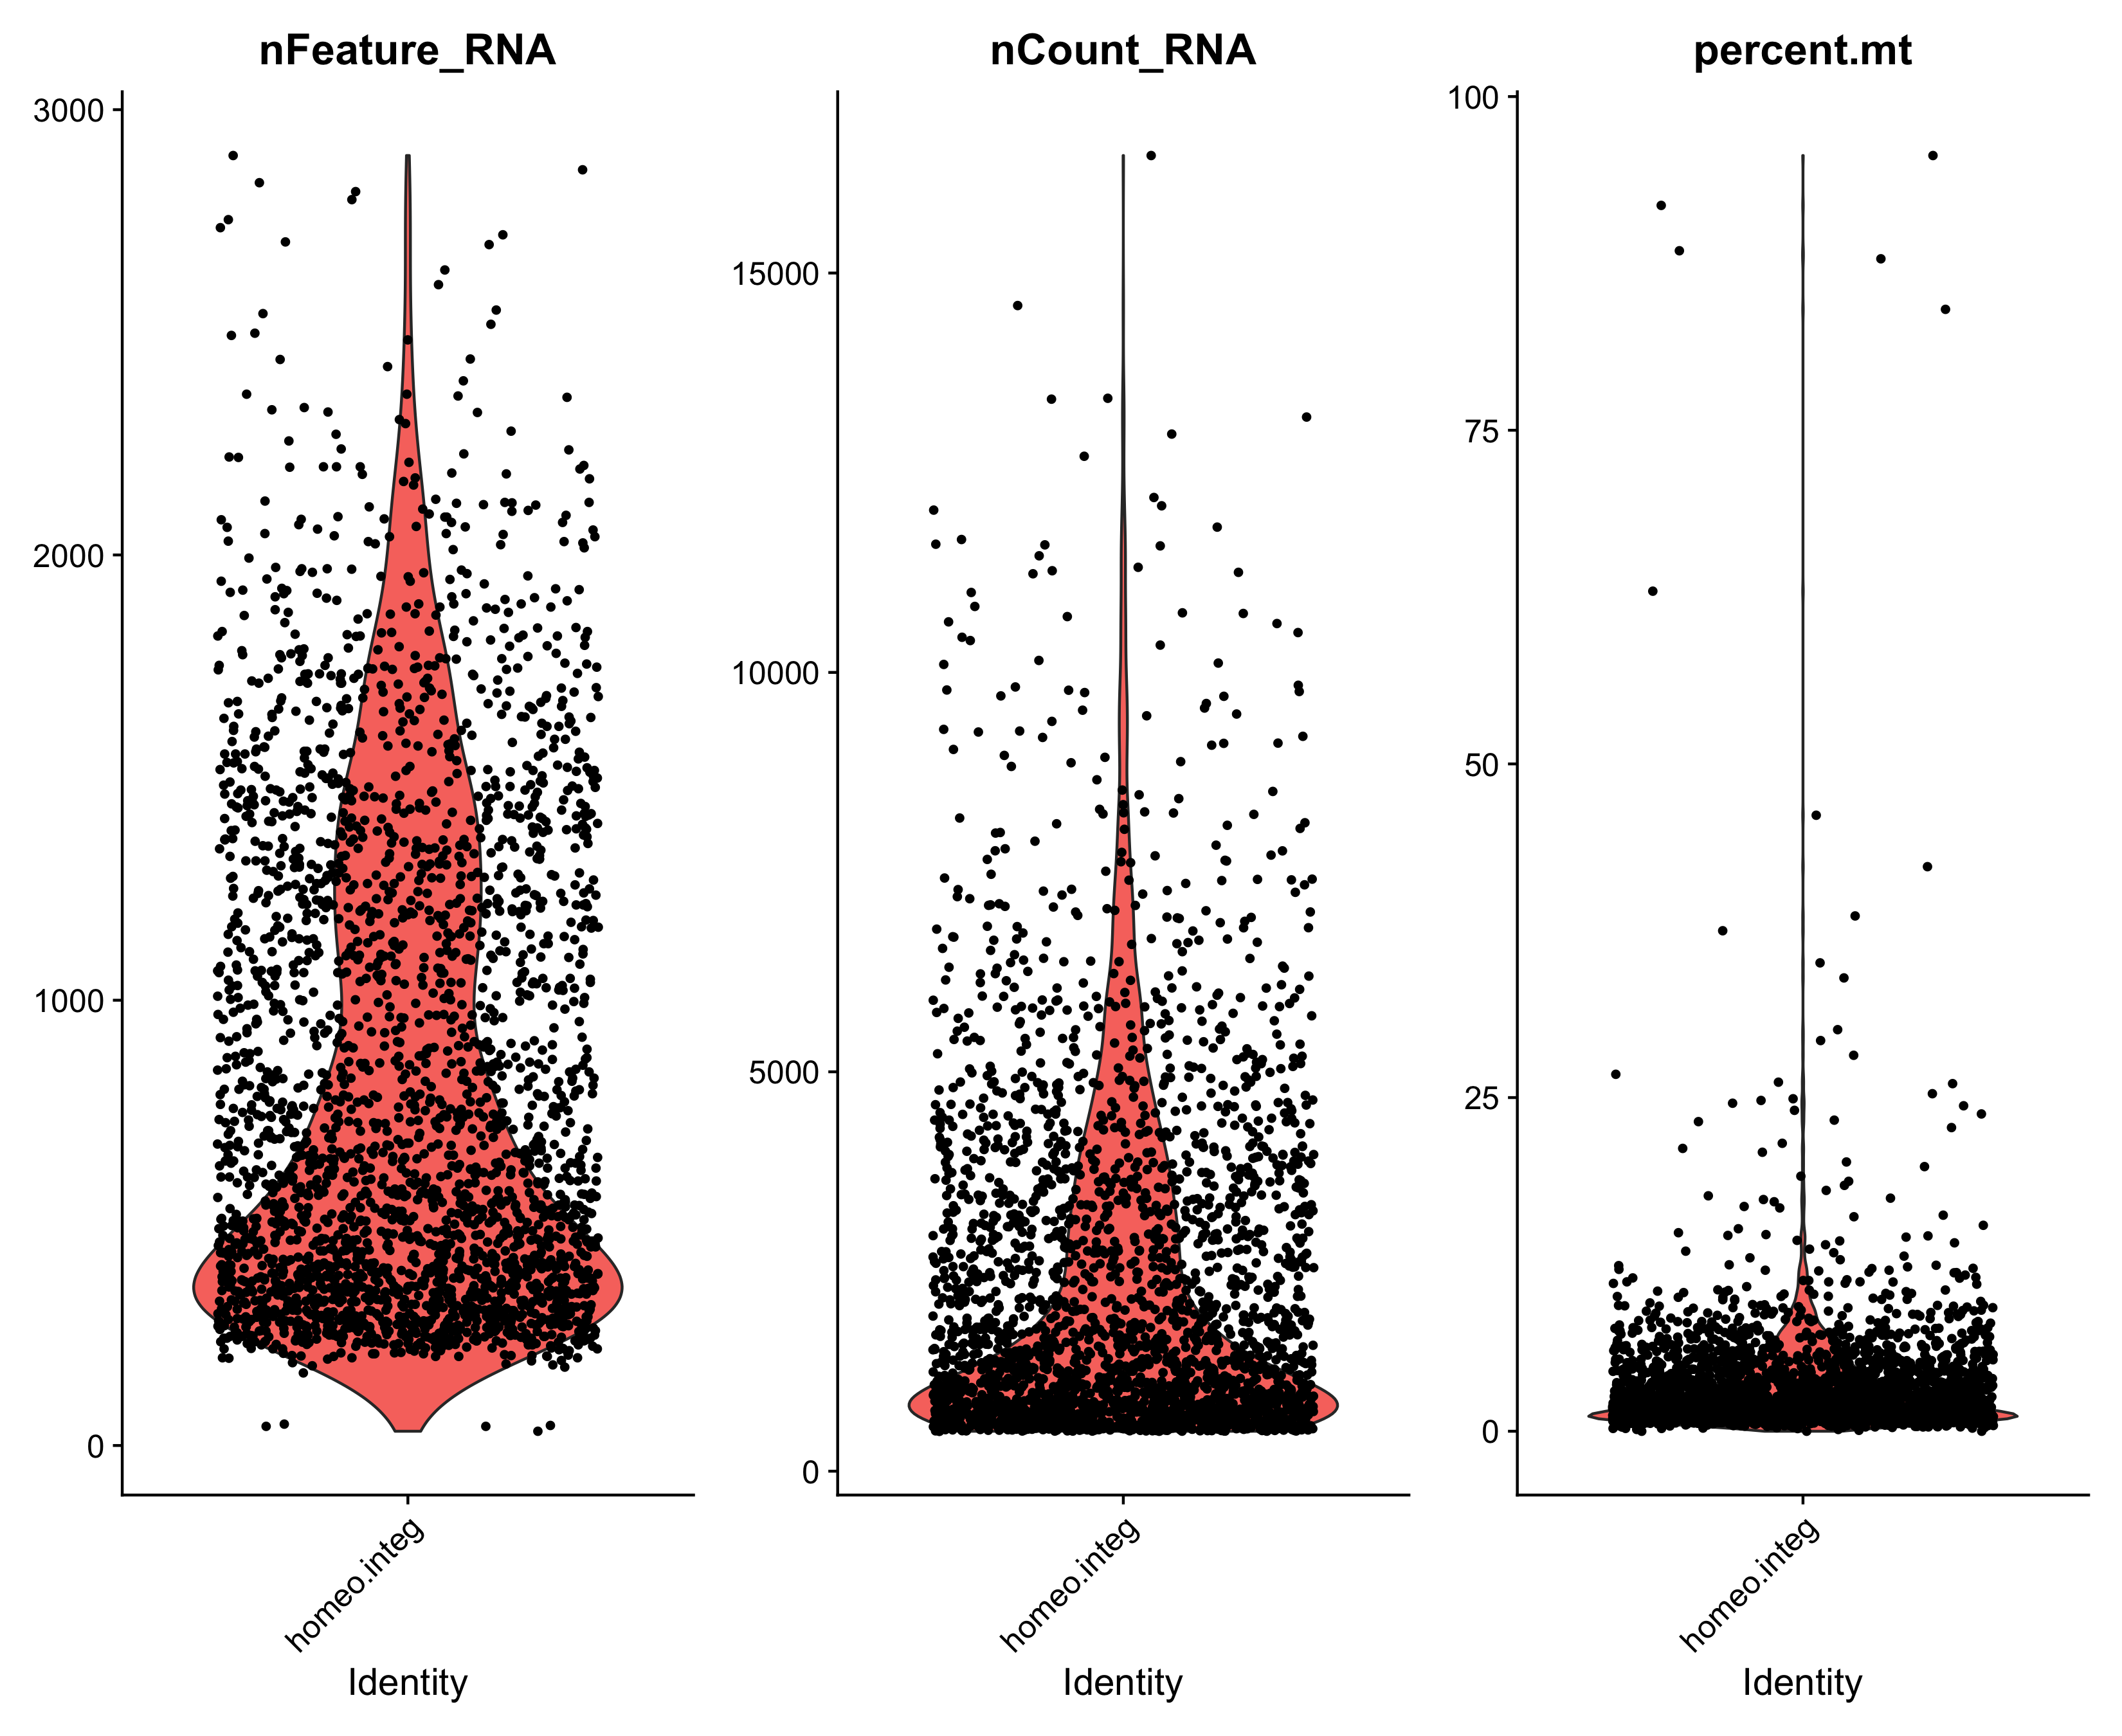 nFeature_RNA
3000
2000
1000
0
homeo.integ
Identity
nCount_RNA
15000
10000
5000
0
homeo.integ
Identity
percent.mt
100
75
50
25
0
homeo.integ
Identity